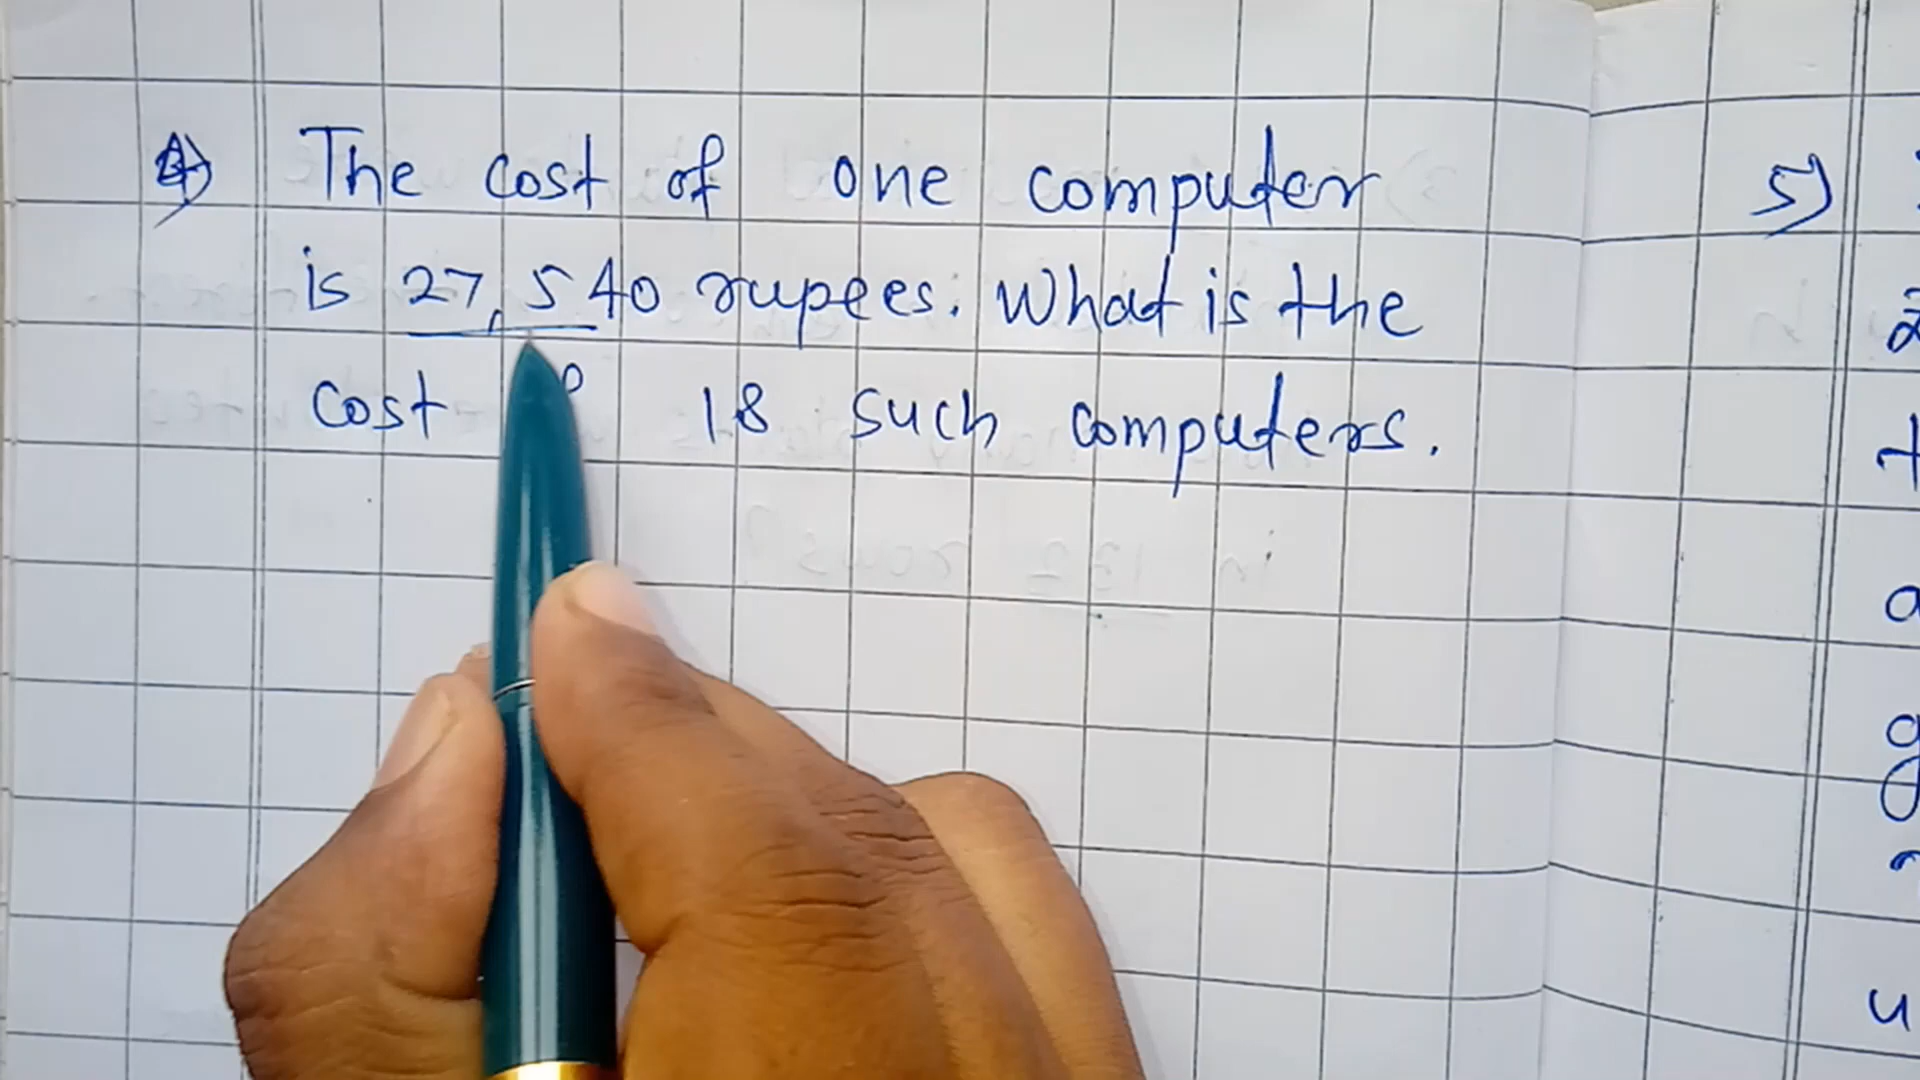 4) The cost of one computer
is 27,540 rupees. What is the
cost 18 such computers.
5)